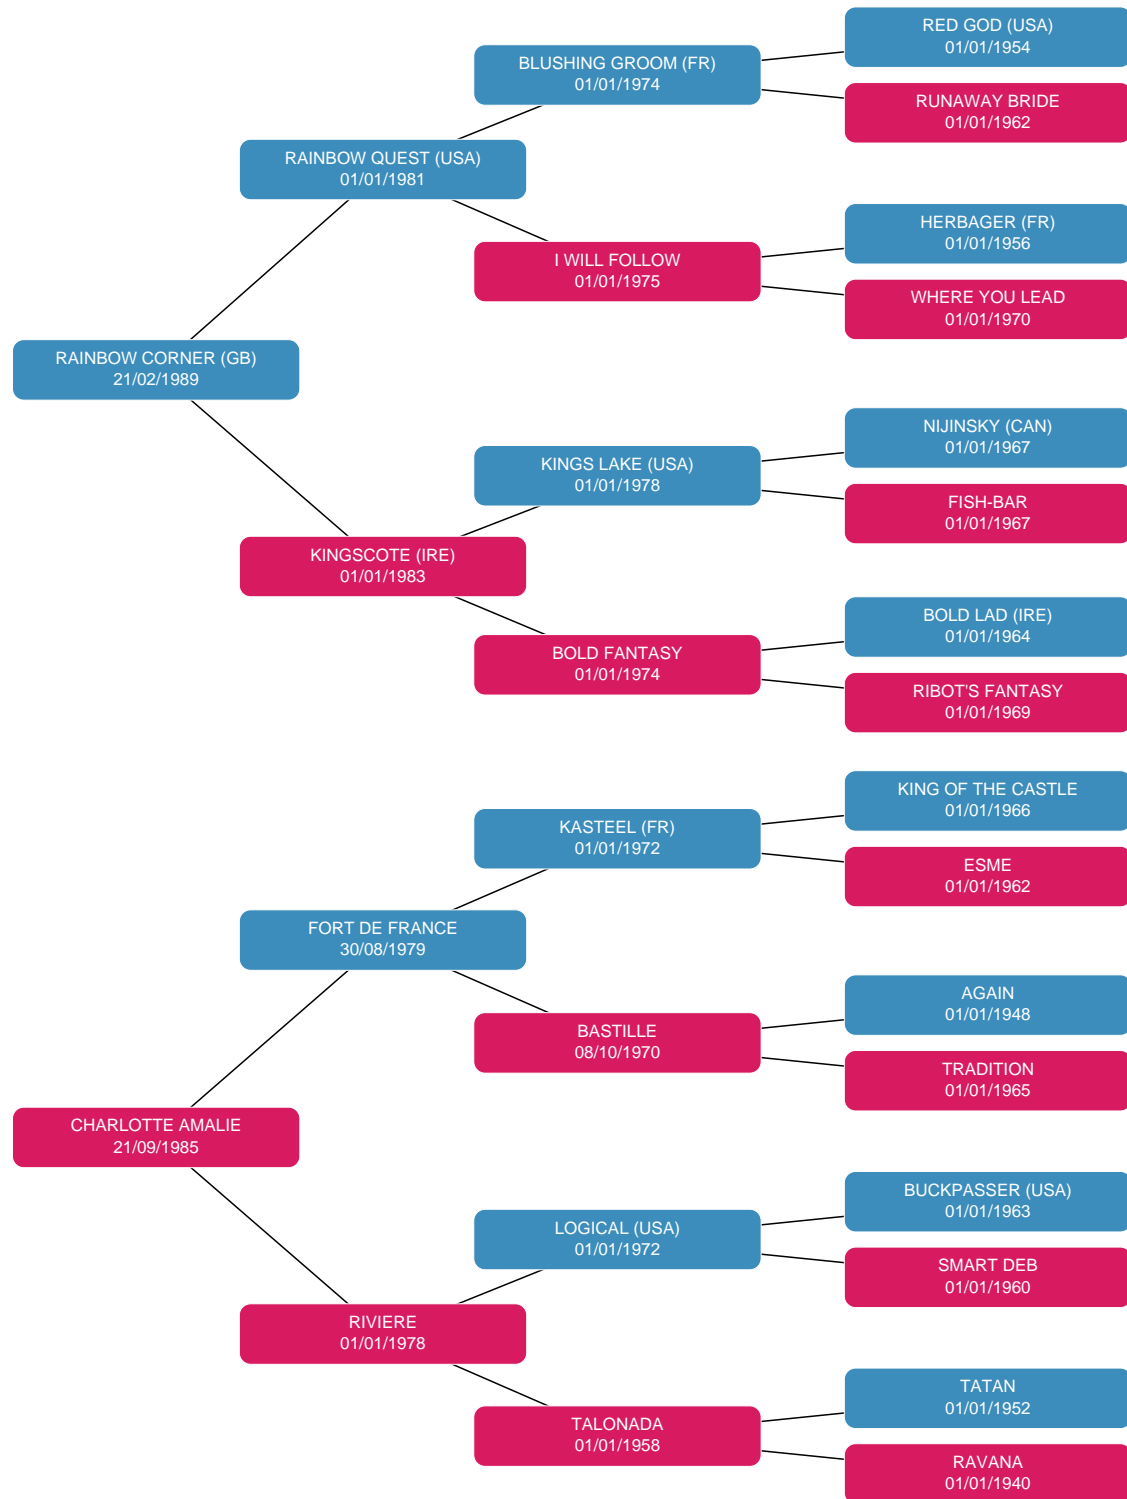 RED GOD (USA)
01/01/1954
BLUSHING GROOM (FR)
01/01/1974
RUNAWAY BRIDE
01/01/1962
RAINBOW QUEST (USA)
01/01/1981
HERBAGER (FR)
01/01/1956
I WILL FOLLOW
01/01/1975
WHERE YOU LEAD
01/01/1970
RAINBOW CORNER (GB)
21/02/1989
NIJINSKY (CAN)
01/01/1967
KINGS LAKE (USA)
01/01/1978
FISH-BAR
01/01/1967
KINGSCOTE (IRE)
01/01/1983
BOLD LAD (IRE)
01/01/1964
BOLD FANTASY
01/01/1974
RIBOT'S FANTASY
01/01/1969
KING OF THE CASTLE
01/01/1966
KASTEEL (FR)
01/01/1972
ESME
01/01/1962
FORT DE FRANCE
30/08/1979
AGAIN
01/01/1948
BASTILLE
08/10/1970
TRADITION
01/01/1965
CHARLOTTE AMALIE
21/09/1985
BUCKPASSER (USA)
01/01/1963
LOGICAL (USA)
01/01/1972
SMART DEB
01/01/1960
RIVIERE
01/01/1978
TATAN
01/01/1952
TALONADA
01/01/1958
RAVANA
01/01/1940